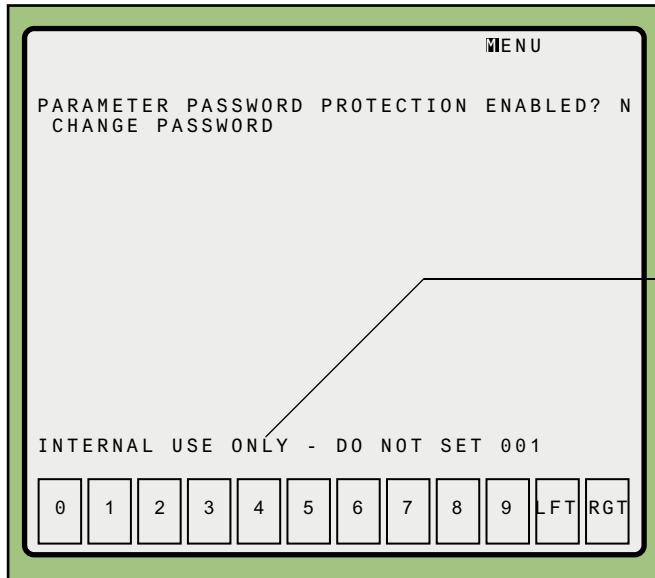 MENU
PARAMETER PASSWORD PROTECTION ENABLED? N
CHANGE PASSWORD
INTERNAL USE ONLY - DO NOT SET 001
0 1 2 3 4 5 6 7 8 9 LFT RGT